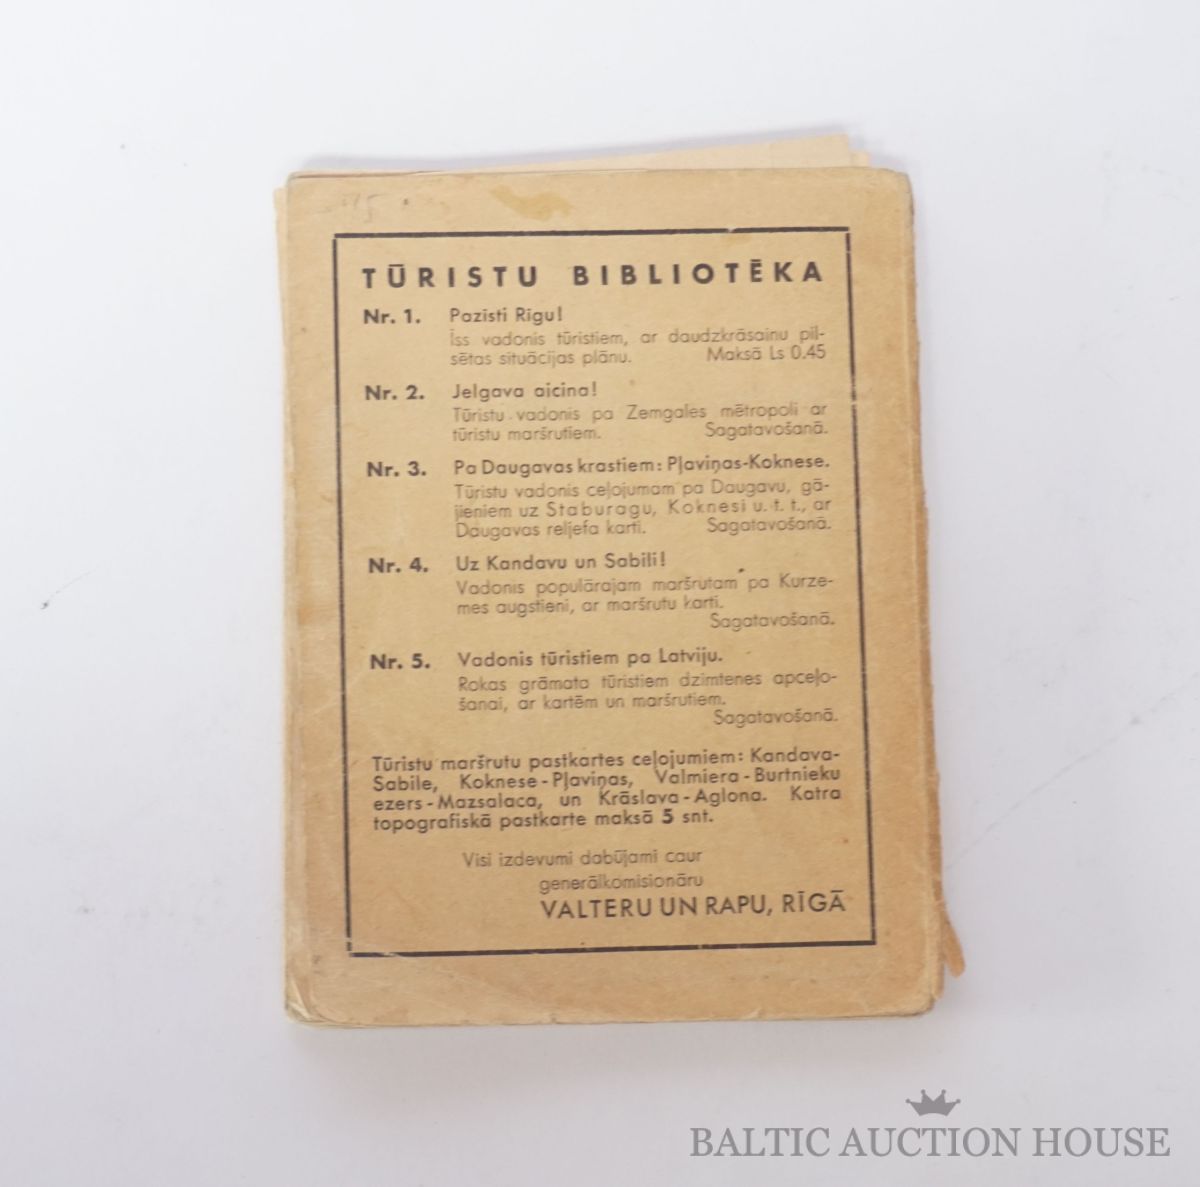 TŪRISTU BIBLIOTĒKA
Nr. 1. Pazīsti Rīgu!
Īss vadonis tūristiem, ar daudzkrāsainu pil-
sētas situācijas plānu. Maksā Ls 0.45
Nr. 2. Jelgava aicina!
Tūristu vadonis pa Zemgales mētropoli ar
tūristu maršrutiem. Sagatavošanā.
Nr. 3. Pa Daugavas krastiem: Pļaviņas-Koknese.
Tūristu vadonis ceļojumam pa Daugavu, gā-
jieniem uz Staburagu, Koknesi u. t. t., ar
Daugavas reljefa karti. Sagatavošanā.
Nr. 4. Uz Kandavu un Sabili!
Vadonis populārajam maršrutam pa Kurze-
mes augstieni, ar maršrutu karti.
Sagatavošanā.
Nr. 5. Vadonis tūristiem pa Latviju.
Rokas grāmata tūristiem dzimtenes apceļo-
šanai, ar kartēm un maršrutiem.
Sagatavošanā.
Tūristu maršrutu pastkartes ceļojumiem: Kandava-
Sabile, Koknese-Pļaviņas, Valmiera-Burtnieku
ezers-Mazsalaca, un Krāslava-Aglona. Katra
topografiskā pastkarte maksā 5 snt.
Visi izdevumi dabūjami caur
ģenerālkomisionāru
VALTERU UN RAPU, RĪGĀ
BALTIC AUCTION HOUSE